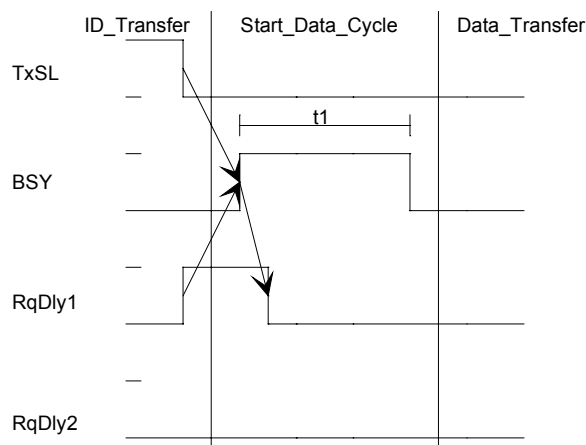 ID_Transfer Start_Data_Cycle Data_Transfer
TxSL
t1
BSY
RqDly1
RqDly2